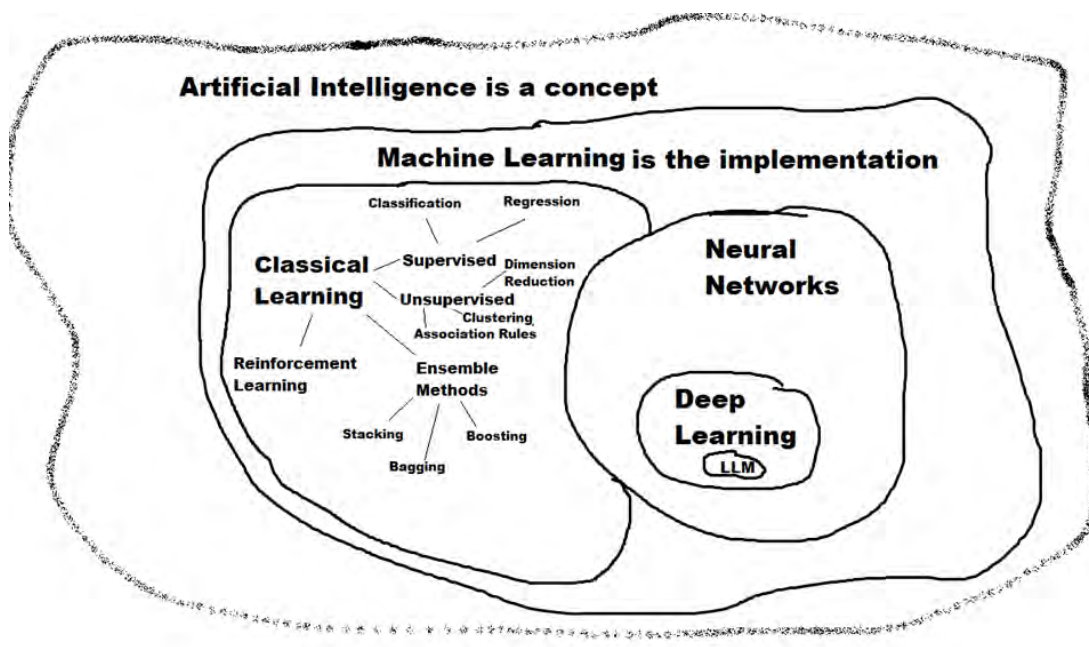 Artificial Intelligence is a concept
Machine Learning is the implementation
Classification
Regression
Classical
Learning
Supervised
Dimension
Reduction
Unsupervised
Clustering
Association Rules
Reinforcement
Learning
Ensemble
Methods
Stacking
Boosting
Bagging
Neural
Networks
Deep
Learning
LLM